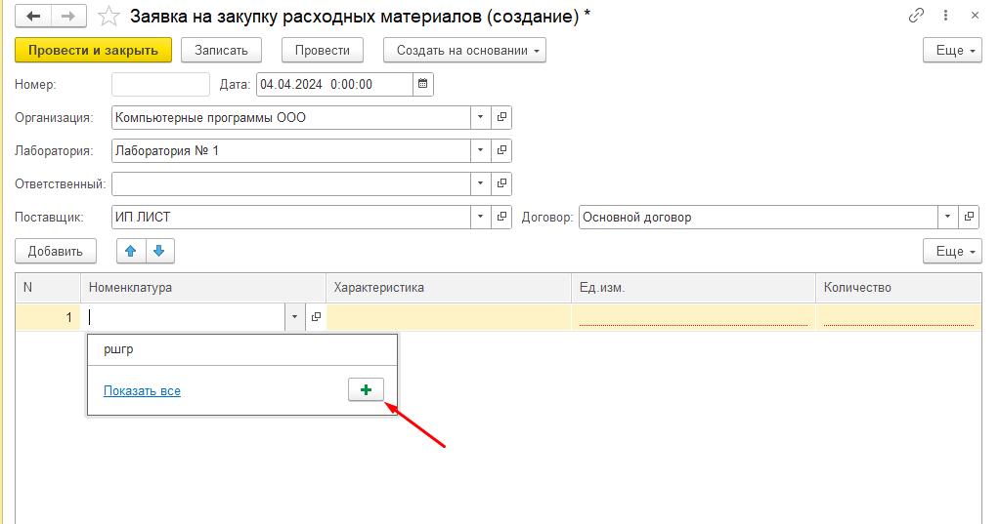 Заявка на закупку расходных материалов (создание) *
Провести и закрыть Записать Провести Создать на основании Еще
Номер: Дата: 04.04.2024 0:00:00
Организация: Компьютерные программы ООО
Лаборатория: Лаборатория № 1
Ответственный:
Поставщик: ИП ЛИСТ Договор: Основной договор
Добавить Еще
N Номенклатура Характеристика Ед.изм. Количество
1
ршгр
Показать все